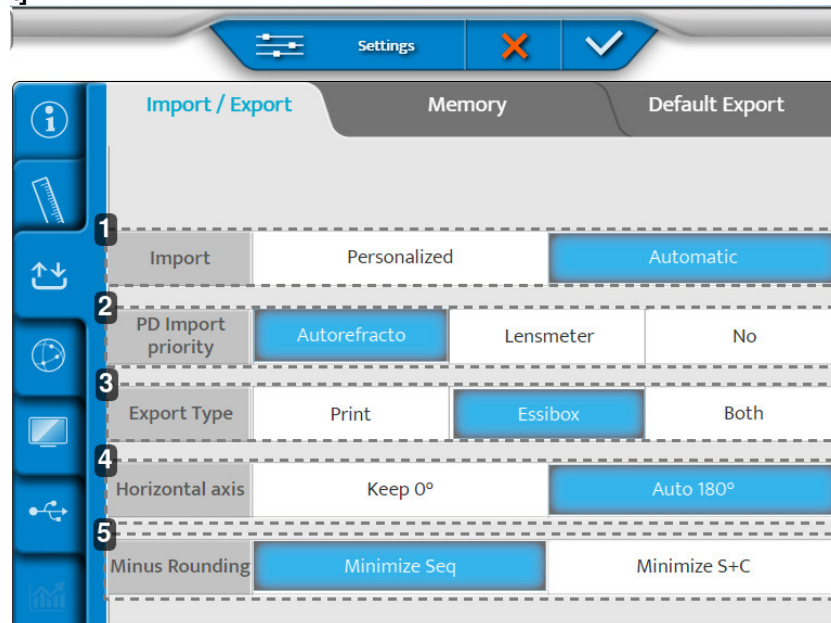 Settings
Import / Export Memory Default Export
1
Import Personalized Automatic
2
PD Import
priority Autorefracto Lensmeter No
3
Export Type Print Essibox Both
4
Horizontal axis Keep 0° Auto 180°
5
Minus Rounding Minimize Seq Minimize S+C